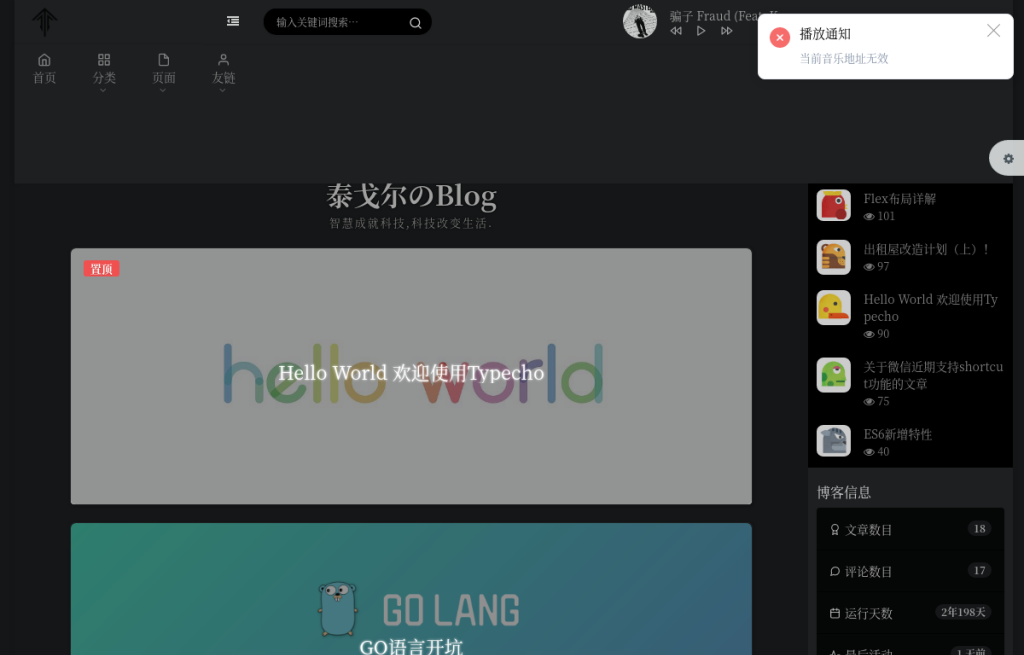 输入关键词搜索…
骗子 Fraud (Feat. K
播放通知
当前音乐地址无效
首页
分类
页面
友链
泰戈尔のBlog
智慧成就科技,科技改变生活.
置顶
hello world
Hello World 欢迎使用Typecho
GO LANG
GO语言开坑
Flex布局详解
101
出租屋改造计划（上）！
97
Hello World 欢迎使用Ty
pecho
90
关于微信近期支持shortcu
t功能的文章
75
ES6新增特性
40
博客信息
文章数目
18
评论数目
17
运行天数
2年198天
最后活动
1 天前